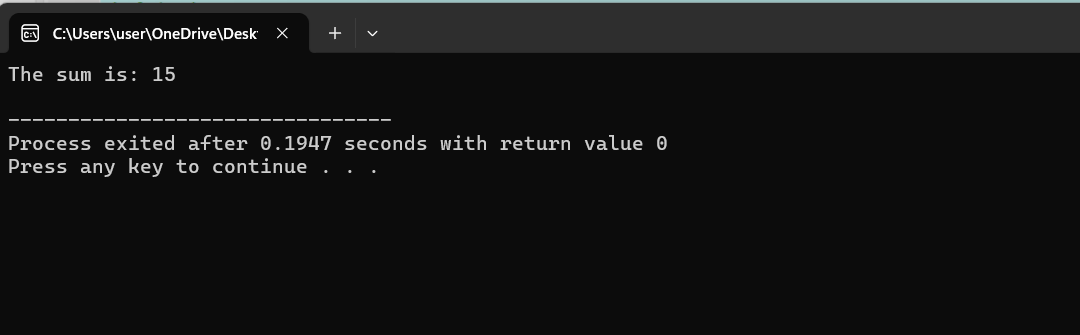 C:\Users\user\OneDrive\Desk
The sum is: 15
--------------------------------
Process exited after 0.1947 seconds with return value 0
Press any key to continue . . .